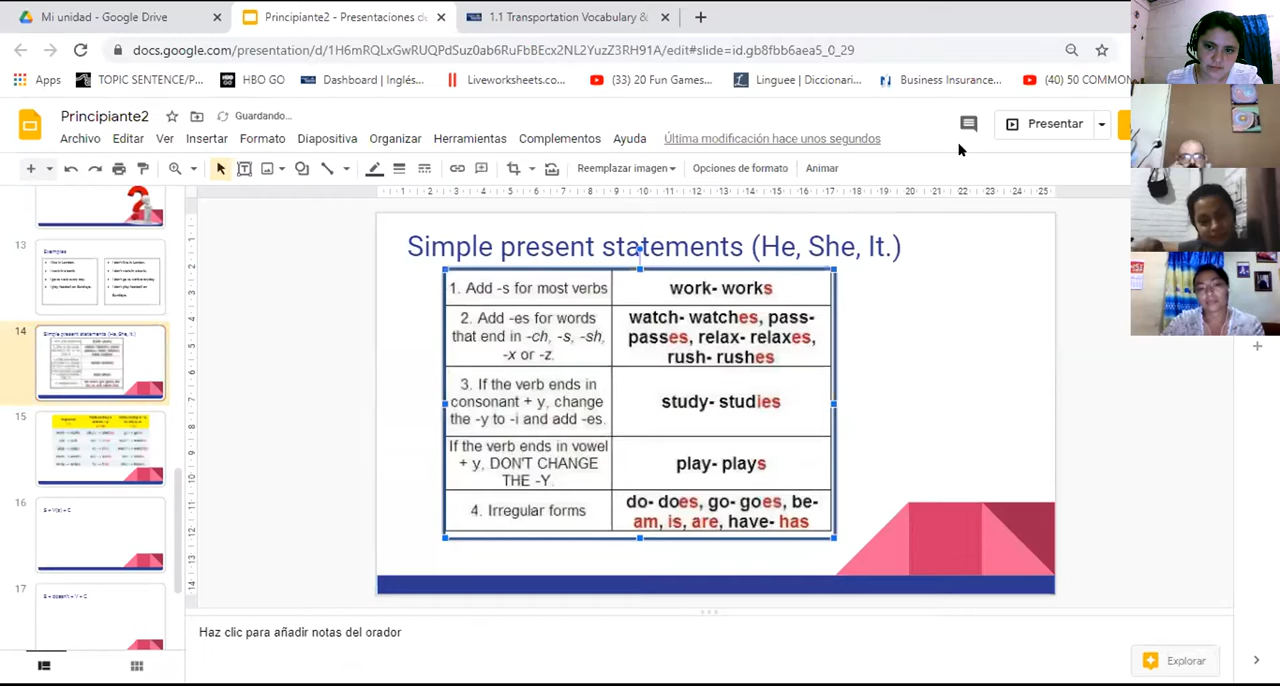 Mi unidad - Google Drive
Principiante2 - Presentaciones de
1.1 Transportation Vocabulary &
docs.google.com/presentation/d/1H6mRQLxGwRUQPdSuz0ab6RuFbBEcx2NL2YuzZ3RH91A/edit#slide=id.gb8fbb6aea5_0_29
Apps
TOPIC SENTENCE/P...
HBO GO
Dashboard | Inglés...
Liveworksheets.co...
(33) 20 Fun Games...
Linguee | Diccionari...
Business Insurance...
(40) 50 COMMON
Principiante2
Guardando...
Presentar
Archivo Editar Ver Insertar Formato Diapositiva Organizar Herramientas Complementos Ayuda Última modificación hace unos segundos
Reemplazar imagen
Opciones de formato
Animar
13
Examples
14
15
16
17
Simple present statements (He, She, It.)
1. Add -s for most verbs
work- works
2. Add -es for words
that end in -ch, -s, -sh,
-x or -z.
watch- watches, pass-
passes, relax- relaxes,
rush- rushes
3. If the verb ends in
consonant + y, change
the -y to -i and add -es.
study- studies
If the verb ends in vowel
+ y, DON'T CHANGE
THE -Y.
play- plays
4. Irregular forms
do- does, go- goes, be-
am, is, are, have- has
Haz clic para añadir notas del orador
Explorar